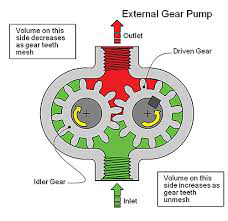 External Gear Pump
Volume on this
side decreases
as gear teeth
mesh
Outlet
Driven Gear
Idler Gear
Inlet
Volume on this
side increases as
gear teeth
unmesh